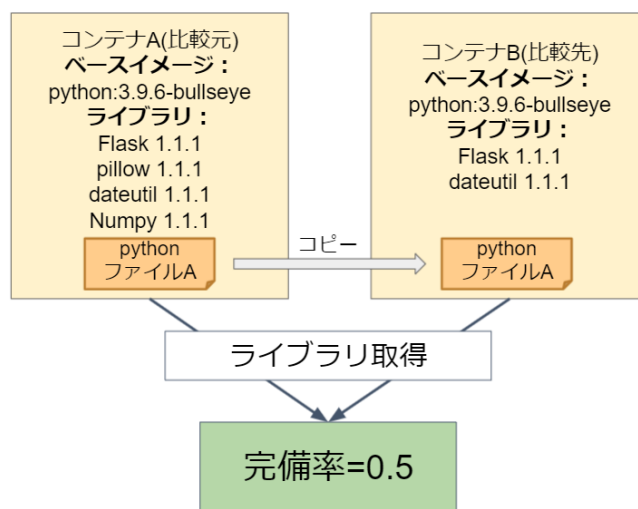 コンテナA(比較元)
ベースイメージ：
python:3.9.6-bullseye
ライブラリ：
Flask 1.1.1
pillow 1.1.1
dateutil 1.1.1
Numpy 1.1.1
python
ファイルA
コピー
コンテナB(比較先)
ベースイメージ：
python:3.9.6-bullseye
ライブラリ：
Flask 1.1.1
dateutil 1.1.1
python
ファイルA
ライブラリ取得
完備率=0.5